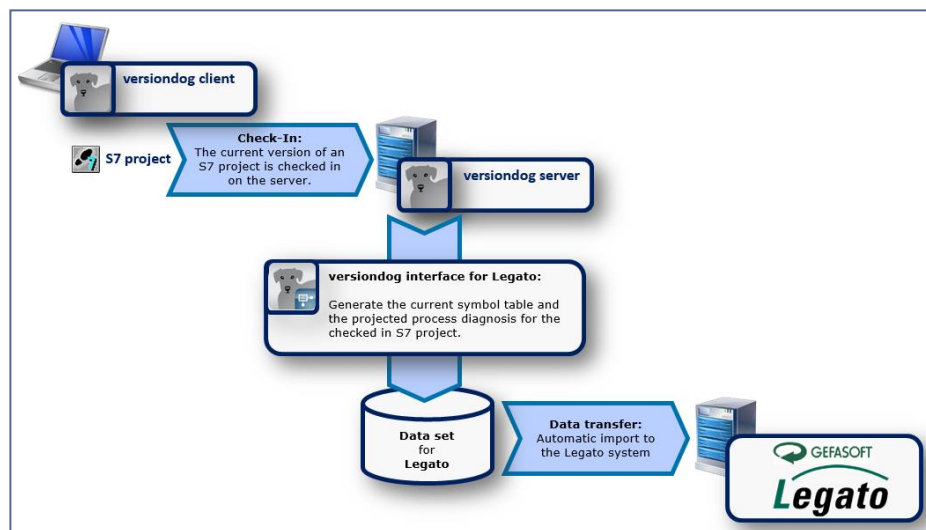 versiondog client
S7 project
Check-In:
The current version of an
S7 project is checked in
on the server.
versiondog server
versiondog interface for Legato:
Generate the current symbol table and
the projected process diagnosis for the
checked in S7 project.
Data set
for
Legato
Data transfer:
Automatic import to
the Legato system
GEFASOFT
Legato